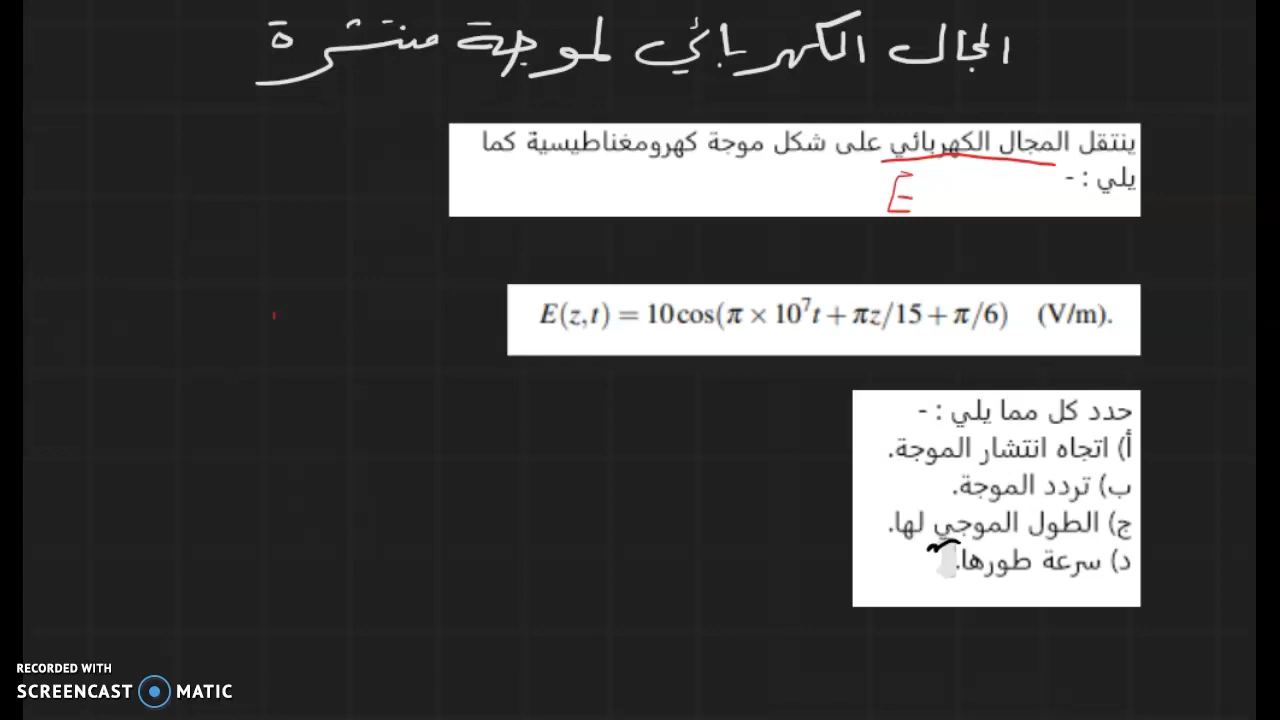 المجال الكهربائي لموجة منتشرة
ينتقل المجال الكهربائي على شكل موجة كهرومغناطيسية كما
يلي : -
E
E(z,t) = 10cos(π × 10⁷t + πz/15 + π/6) (V/m).
حدد كل مما يلي : -
أ) اتجاه انتشار الموجة.
ب) تردد الموجة.
ج) الطول الموجي لها.
د) سرعة طورها.
RECORDED WITH
SCREENCAST MATIC